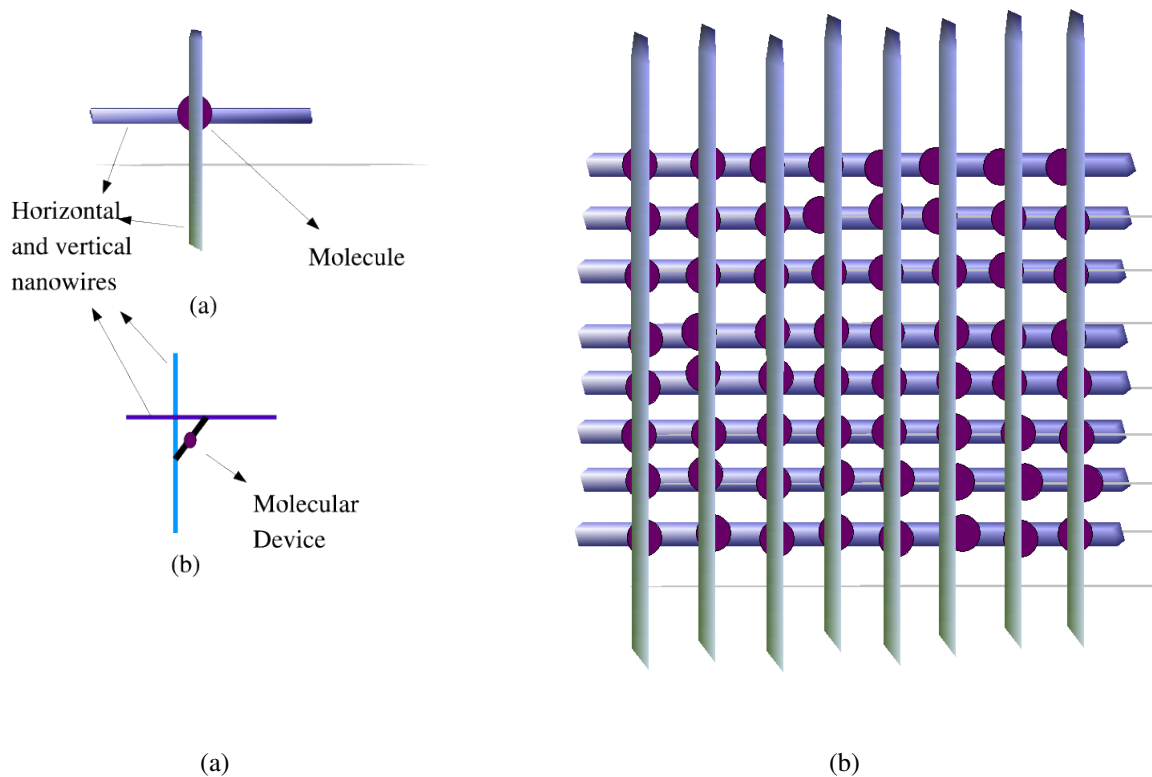 Horizontal
and vertical
nanowires
Molecule
(a)
Molecular
Device
(b)
(a)
(b)